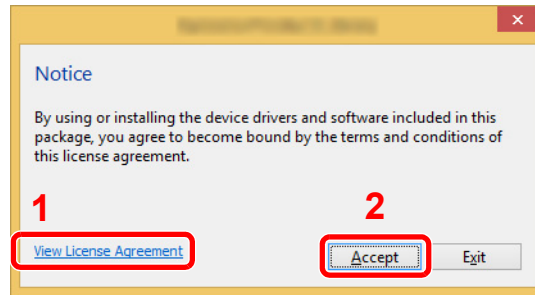 Notice
By using or installing the device drivers and software included in this
package, you agree to become bound by the terms and conditions of
this license agreement.
1
2
View License Agreement
Accept
Exit